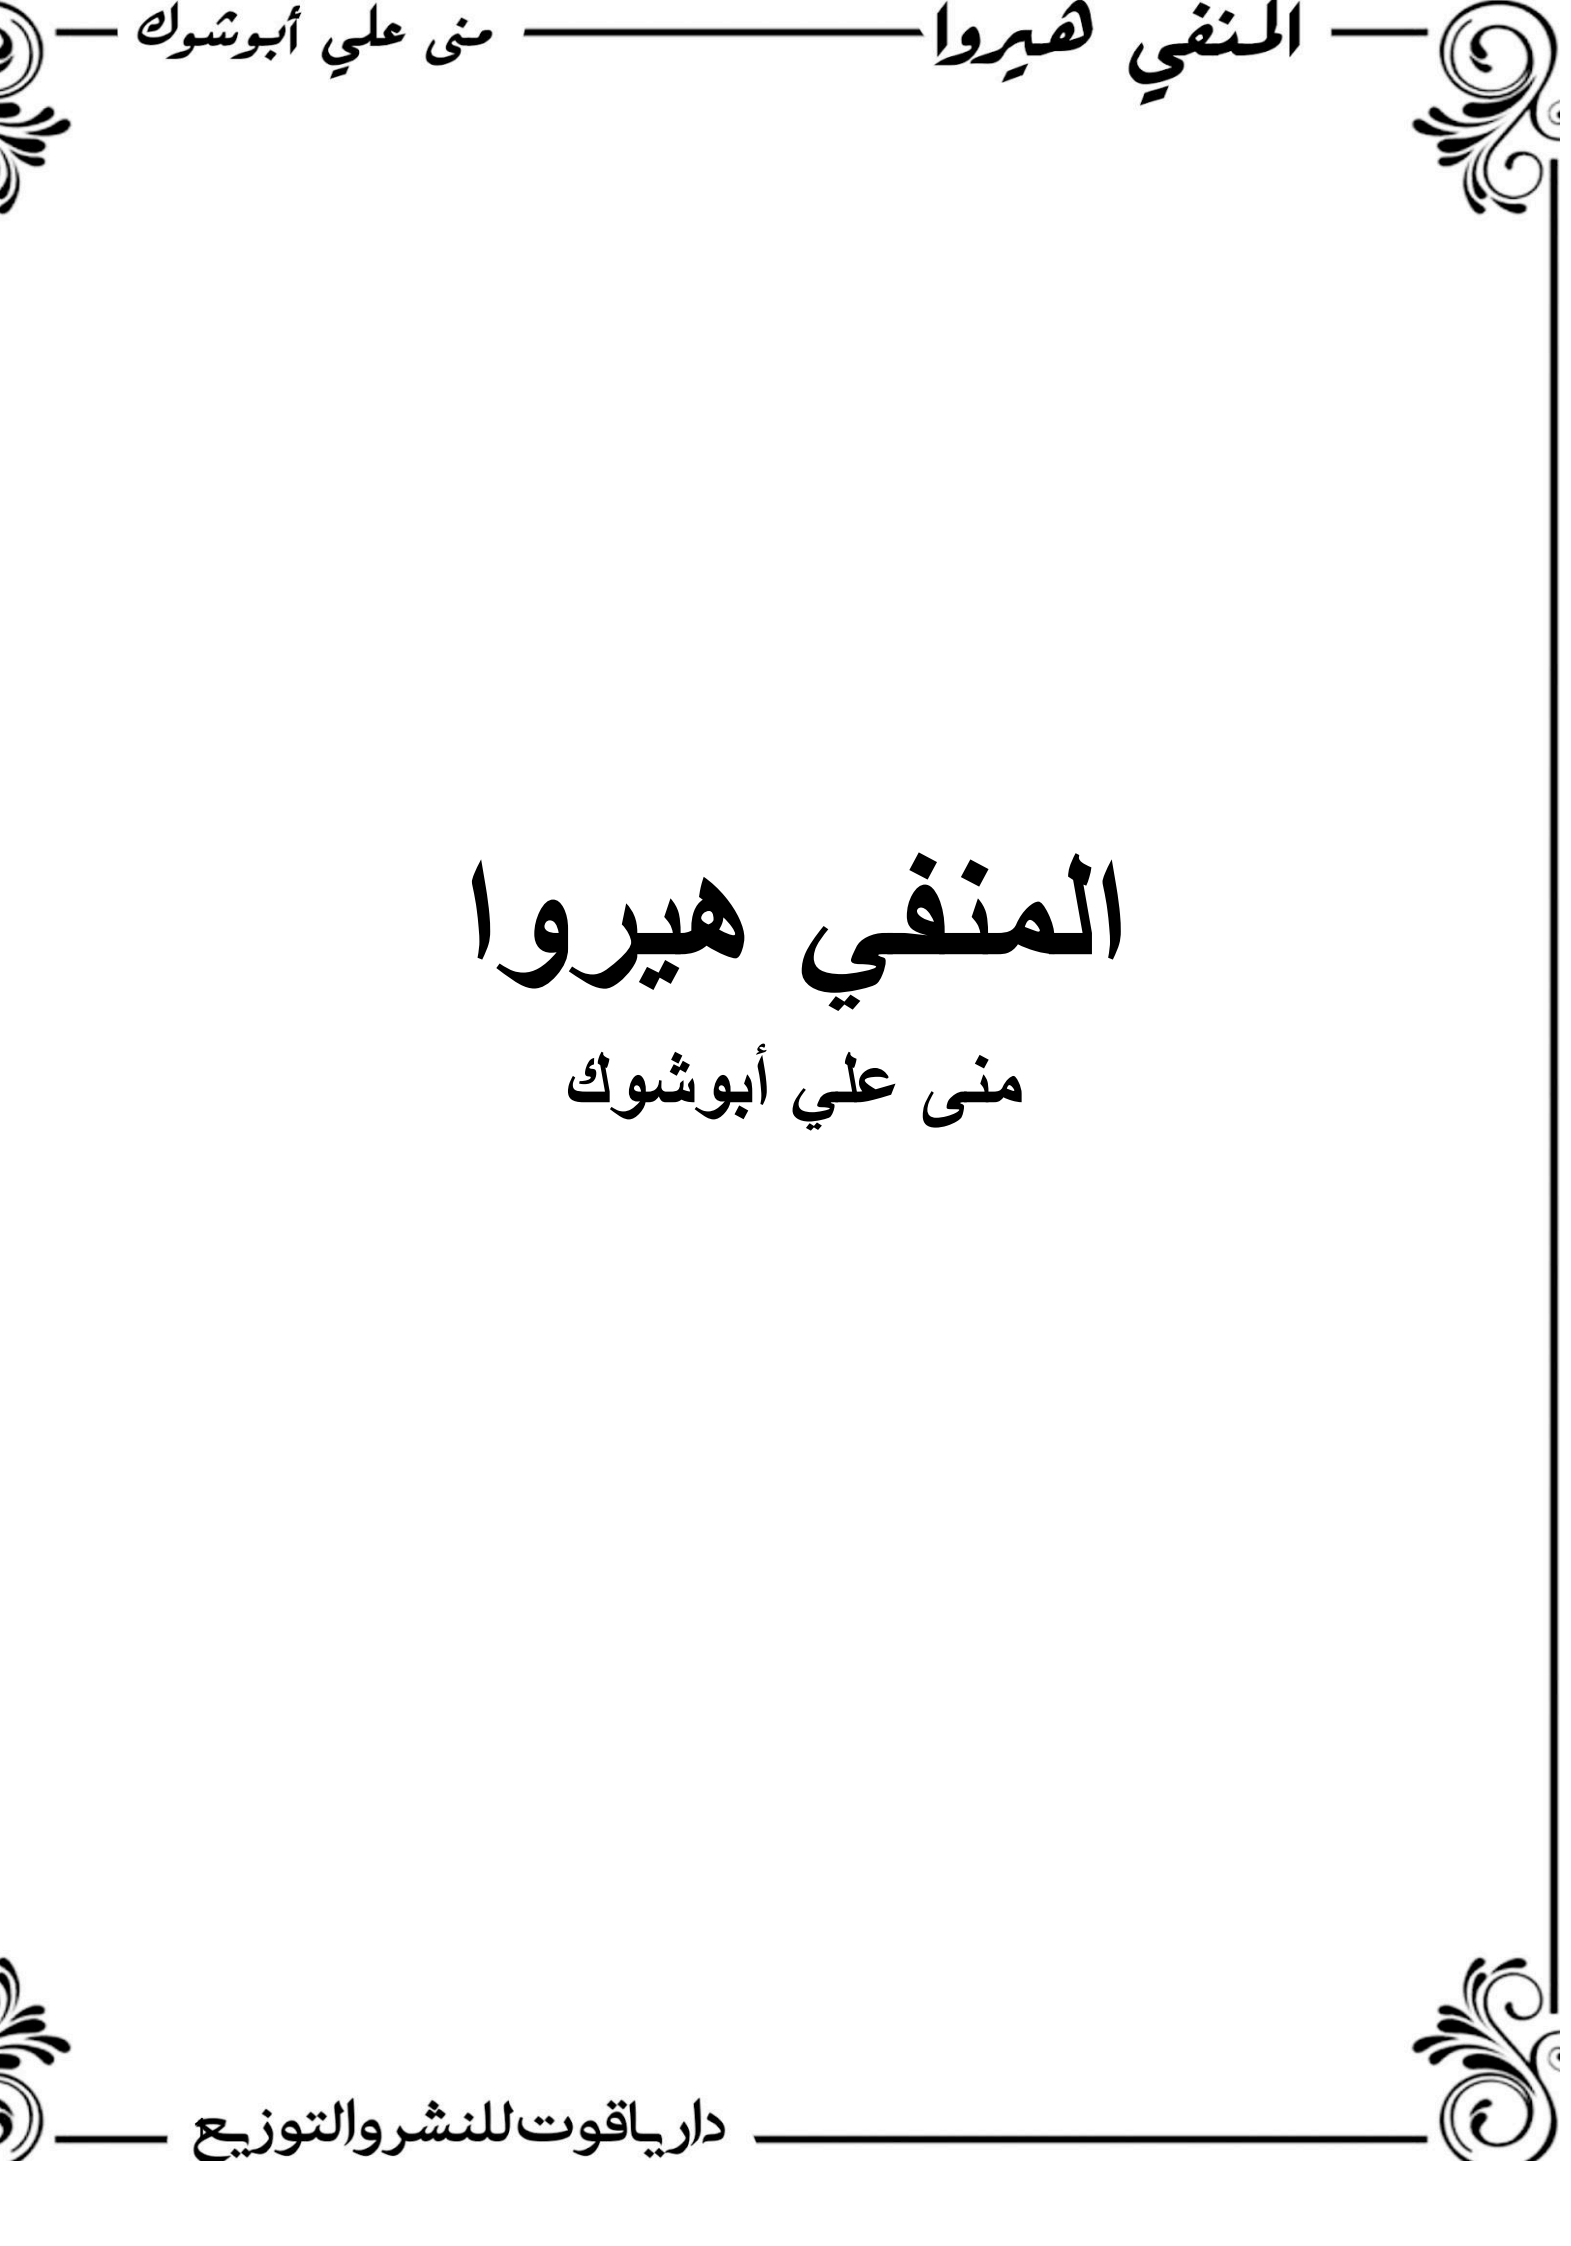 المنفي هيروا منى علي أبوشوك
المنفي هيروا
منى علي أبوشوك
دار ياقوت للنشر والتوزيع